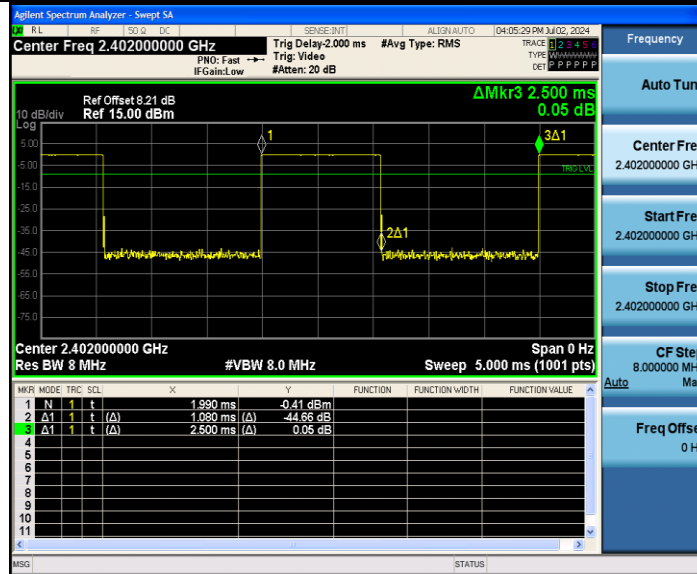 Agilent Spectrum Analyzer - Swept SA
RL RF 50 Ω DC SENSE:INT ALIGN AUTO 04:05:29 PM Jul 02, 2024
Center Freq 2.402000000 GHz
PNO: Fast
IFGain:Low
Trig Delay-2.000 ms
Trig: Video
#Atten: 20 dB
#Avg Type: RMS
TRACE 1 2 3 4 5 6
TYPE W
DET P P P P P P
Ref Offset 8.21 dB
10 dB/div Ref 15.00 dBm
Log
ΔMkr3 2.500 ms
0.05 dB
5.00
-5.00
-15.0
-25.0
-35.0
-45.0
-55.0
-65.0
-75.0
1
3Δ1
TRIG LVL
2Δ1
Center 2.402000000 GHz Span 0 Hz
Res BW 8 MHz #VBW 8.0 MHz Sweep 5.000 ms (1001 pts)
MKR MODE TRC SCL X Y FUNCTION FUNCTION WIDTH FUNCTION VALUE
1 N 1 t 1.990 ms -0.41 dBm
2 Δ1 1 t (Δ) 1.080 ms (Δ) -44.66 dB
3 Δ1 1 t (Δ) 2.500 ms (Δ) 0.05 dB
4
5
6
7
8
9
10
11
MSG STATUS
Frequency
Auto Tun
Center Fre
2.402000000 GH
Start Fre
2.402000000 GH
Stop Fre
2.402000000 GH
CF Ste
8.000000 MH
Auto Ma
Freq Offse
0 H